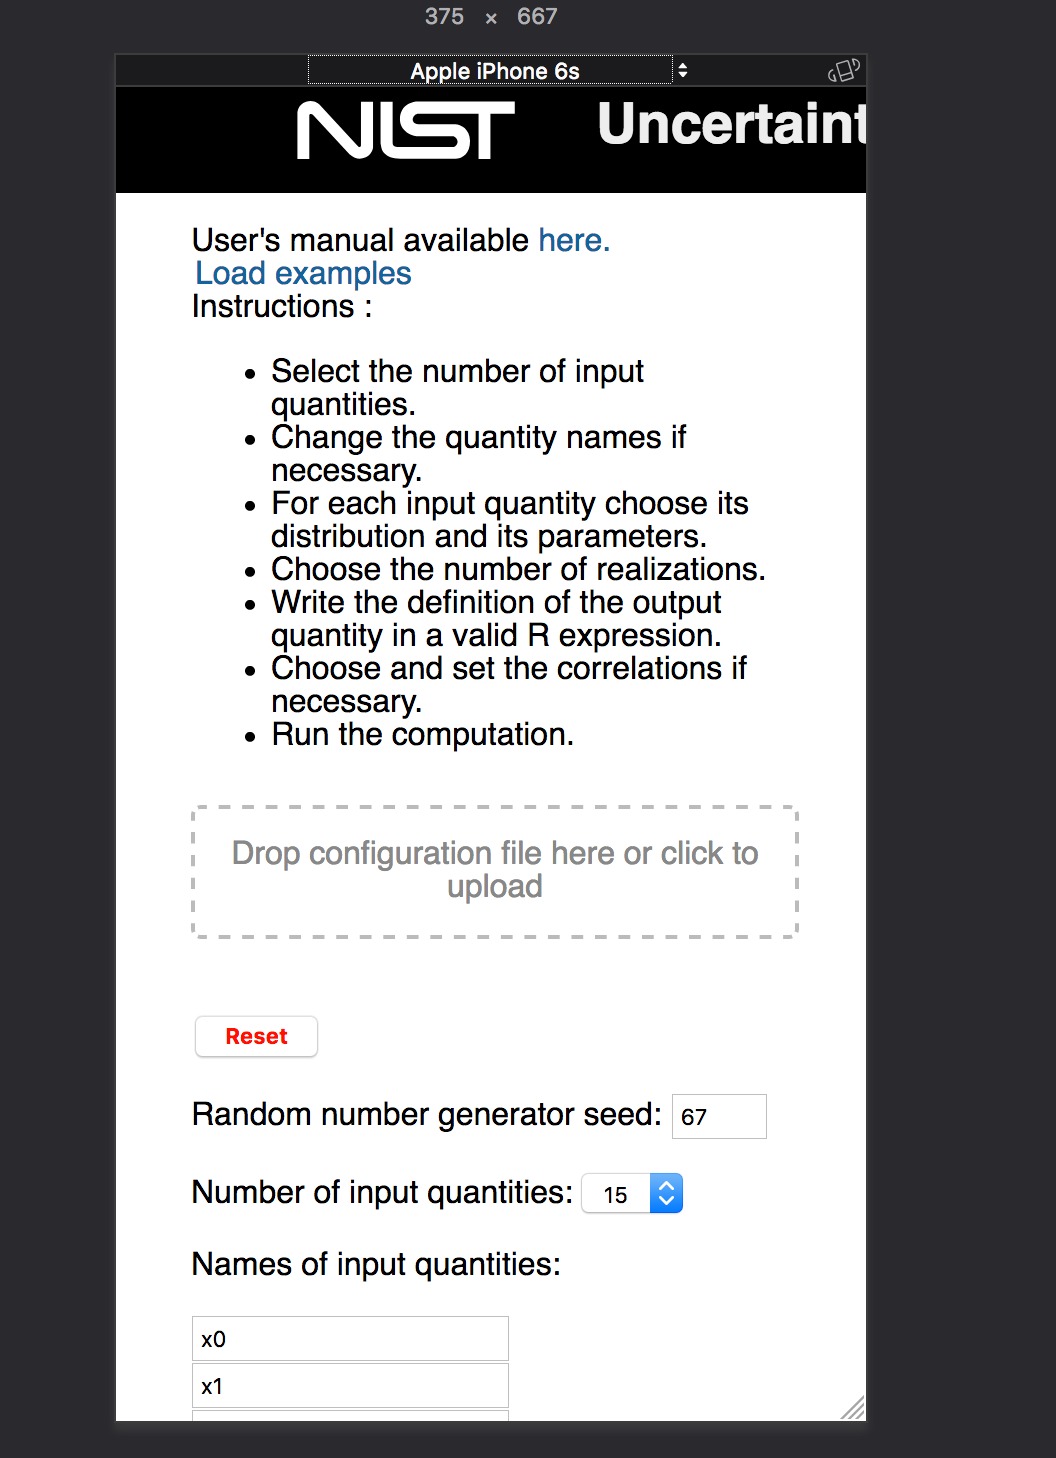 375 × 667
Apple iPhone 6s
NIST Uncertaint
User's manual available here.
Load examples
Instructions :
• Select the number of input
quantities.
• Change the quantity names if
necessary.
• For each input quantity choose its
distribution and its parameters.
• Choose the number of realizations.
• Write the definition of the output
quantity in a valid R expression.
• Choose and set the correlations if
necessary.
• Run the computation.
Drop configuration file here or click to
upload
Reset
Random number generator seed: 67
Number of input quantities: 15
Names of input quantities:
x0
x1